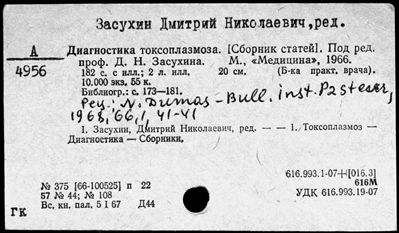 Засухин Дмитрий Николаевич, ред.
А
4956
Диагностика токсоплазмоза. [Сборник статей]. Под ред.
проф. Д. Н. Засухина. М., «Медицина», 1966.
182 с. с илл.; 2 л. илл. 20 см. (Б-ка практ. врача).
10.000 экз. 55 к.
Библиогр.: с. 173—181.
Рец.: N. Dumas - Bull. inst. Pasteur,
1968, 66, 1, 41-41
I. Засухин, Дмитрий Николаевич, ред. — — 1. Токсоплазмоз —
Диагностика — Сборники.
616.993.1-07+[016.3]
616М
№ 375 [66-100525] п 22
УДК 616.993.19-07
57 № 44; № 108
Вс. кн. пал. 5 I 67 Д44
ГК